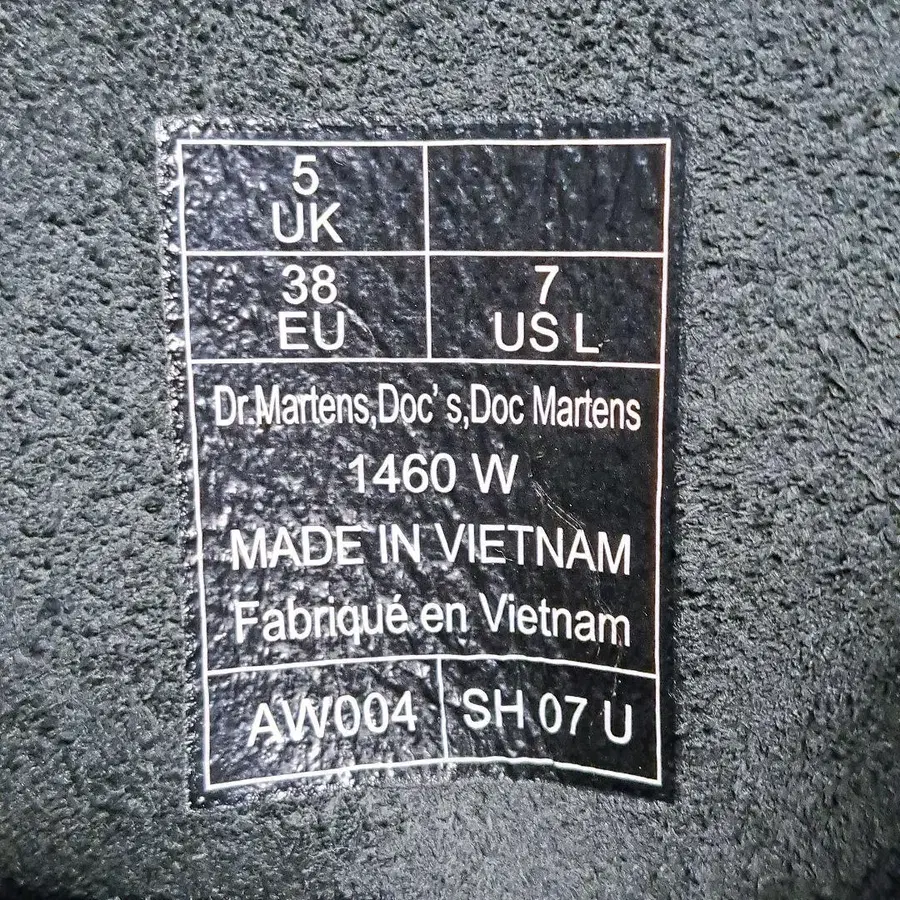 5
UK
38
EU
7
US L
Dr.Martens,Doc's,Doc Martens
1460 W
MADE IN VIETNAM
Fabriqué en Vietnam
AW004
SH 07 U